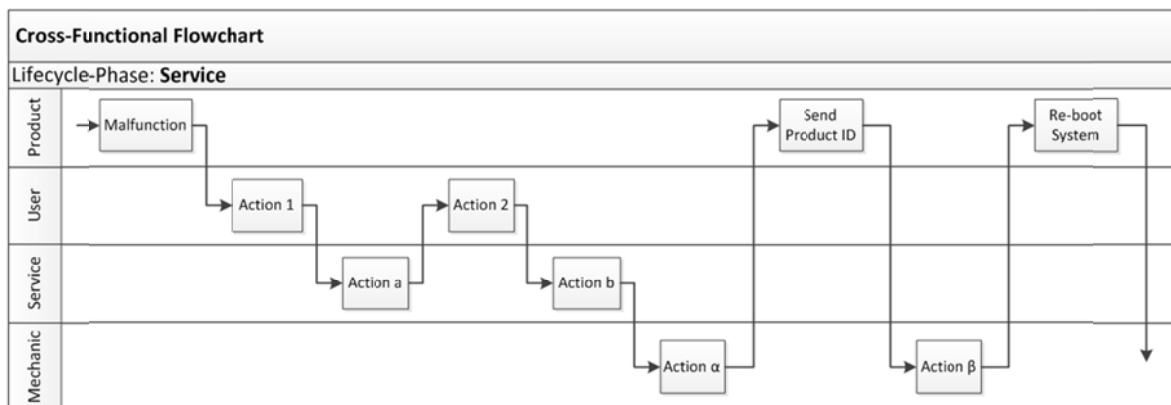 Cross-Functional Flowchart
Lifecycle-Phase: Service
Product
Malfunction
Send
Product ID
Re-boot
System
User
Action 1
Action 2
Service
Action a
Action b
Mechanic
Action α
Action β